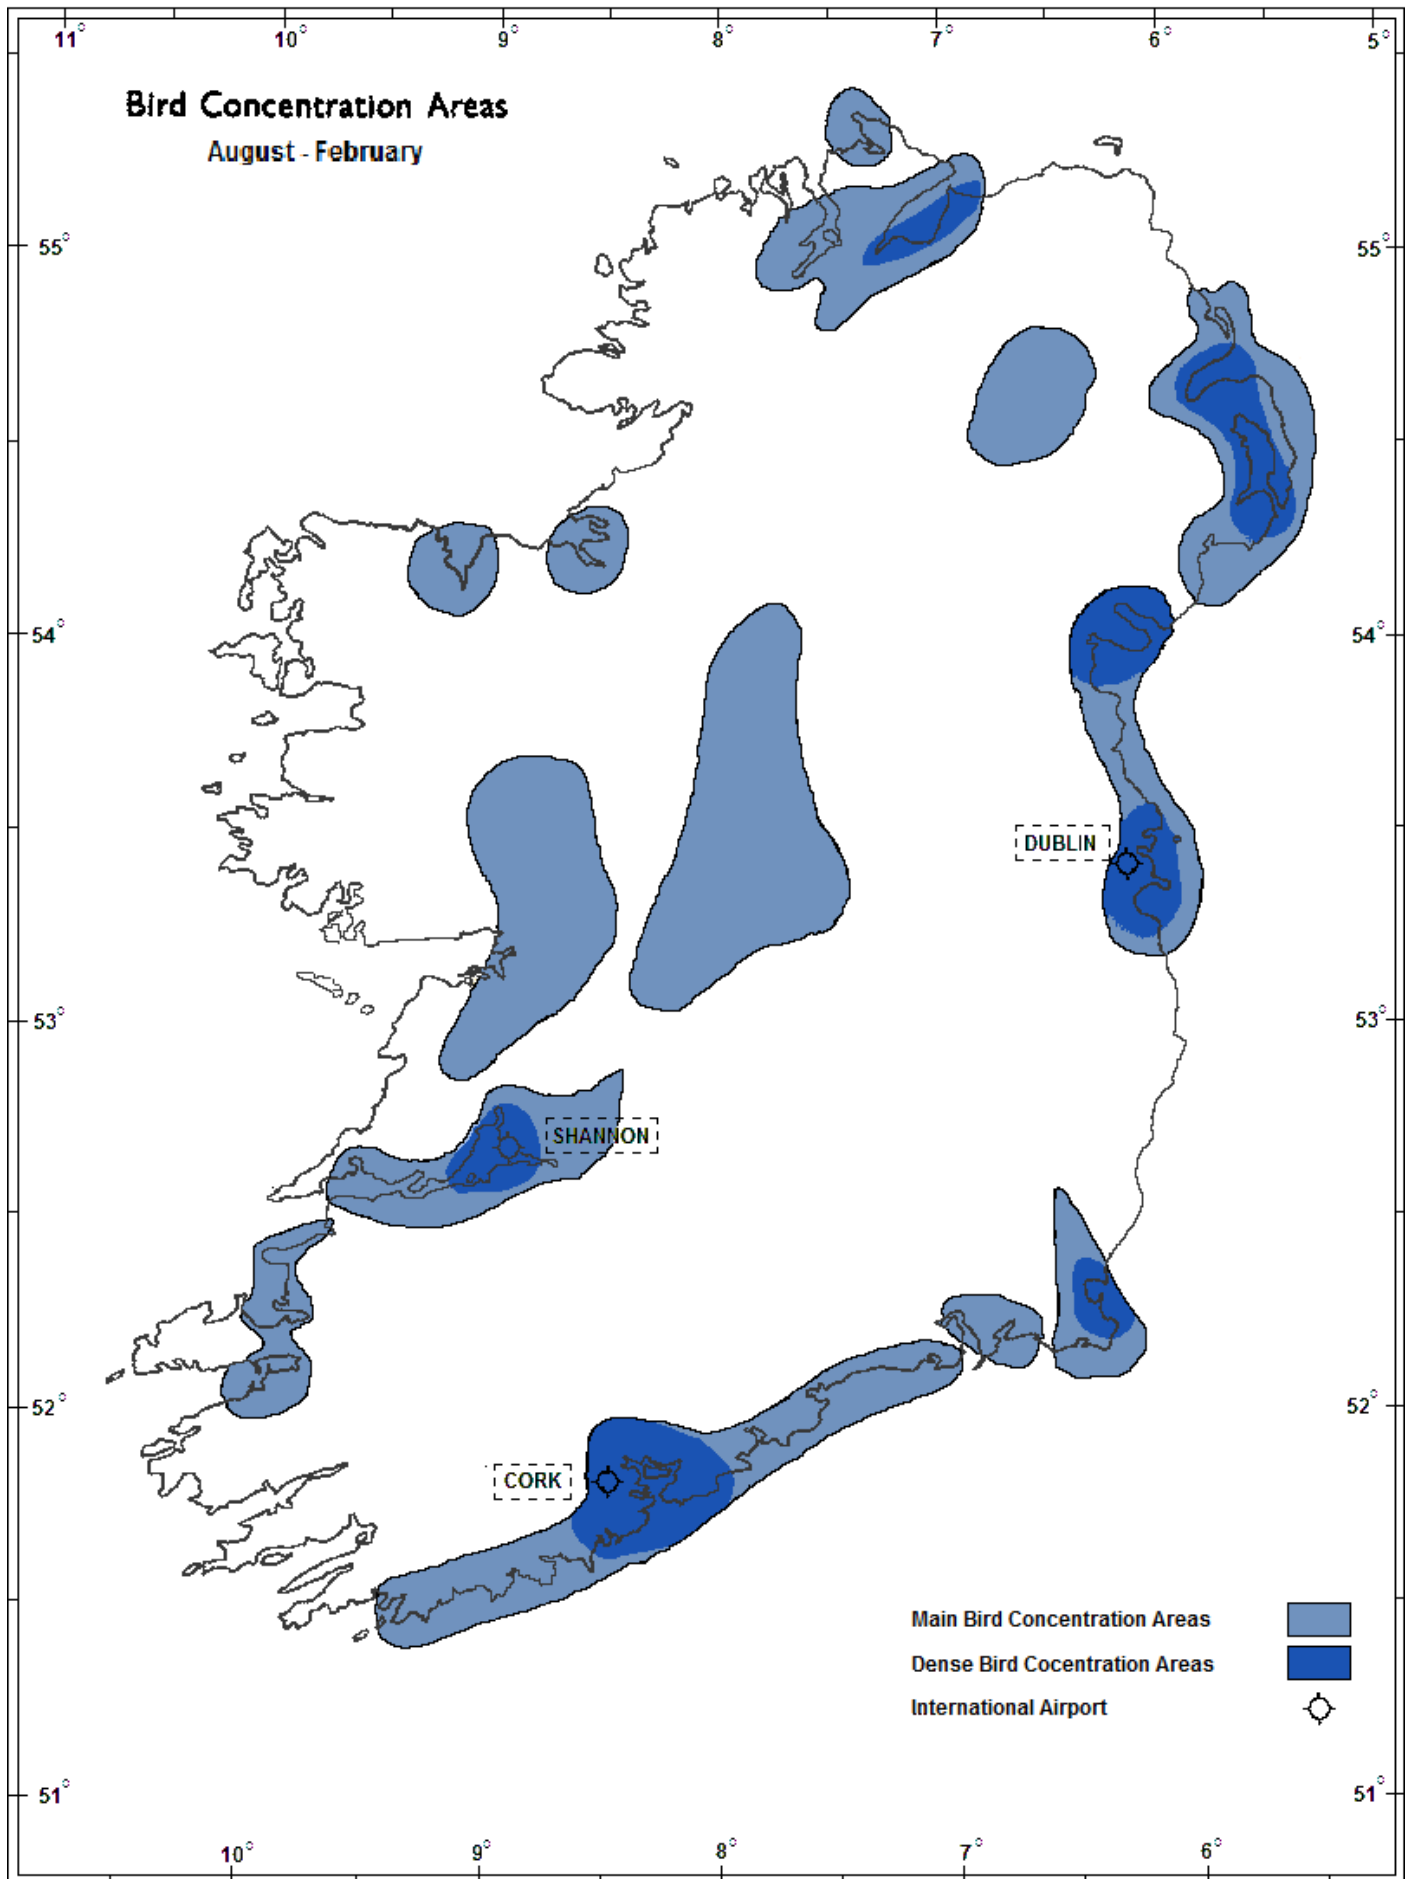 11° 10° 9° 8° 7° 6° 5°
Bird Concentration Areas
August - February
55° 55°
54° 54°
DUBLIN
53° 53°
SHANNON
52° 52°
CORK
Main Bird Concentration Areas
Dense Bird Cocentration Areas
International Airport
51° 51°
10° 9° 8° 7° 6°